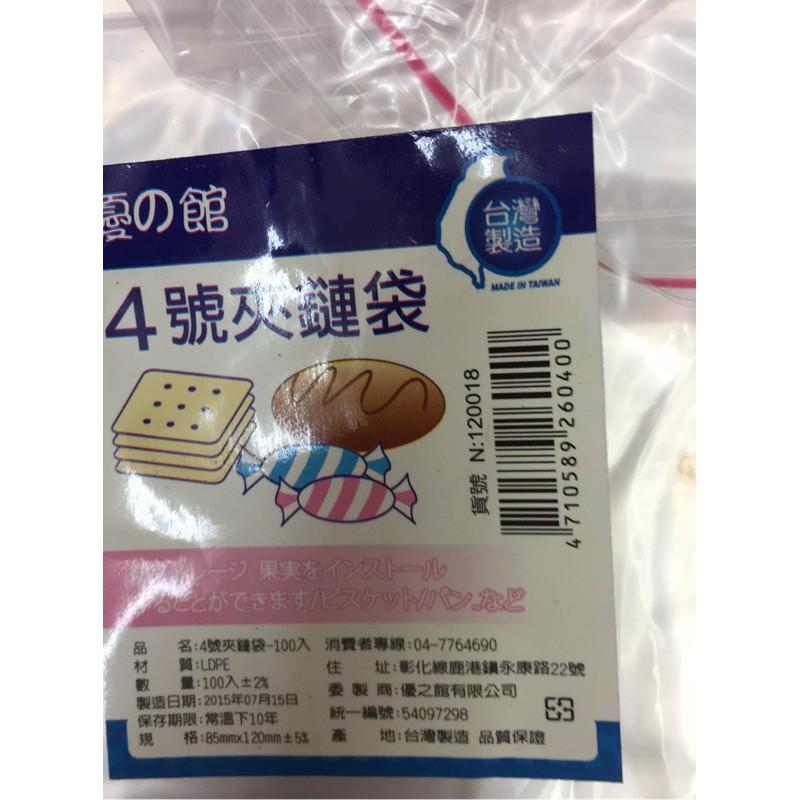 優の館
台灣
製造
MADE IN TAIWAN
4號夾鏈袋
貨號 N:120018
4 710589 260400
果実をインストール
ることができます/ビスケット/パン.など
品 名:4號夾鏈袋-100入
材 質:LDPE
數 量:100入±2%
製造日期:2015年07月15日
保存期限:常溫下10年
規 格:85mmx120mm±5%
消費者專線:04-7764690
住 址:彰化線鹿港鎮永康路22號
委製商:優之館有限公司
統一編號:54097298
產 地:台灣製造 品質保證